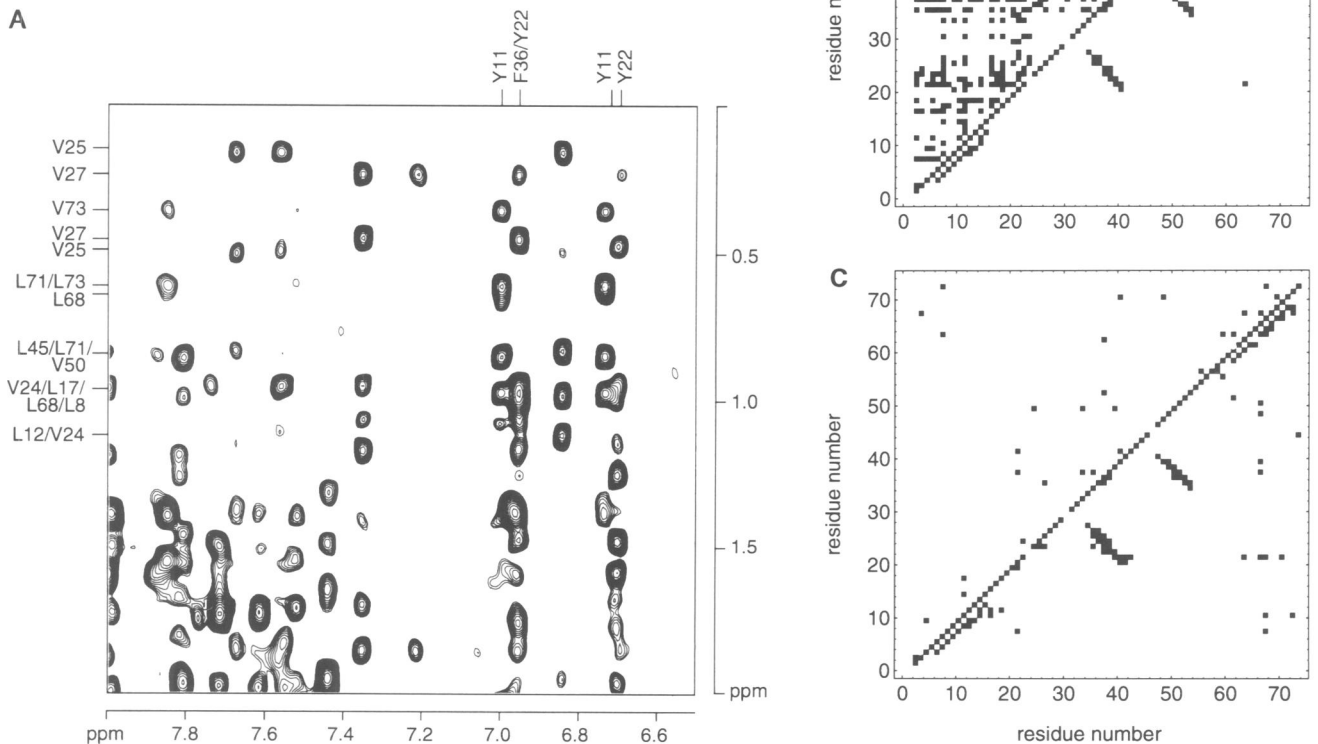 A
Y11
F36/Y22
Y11
Y22
V25
V27
V73
V27
V25
L71/L73
L68
L45/L71/
V50
V24/L17/
L68/L8
L12/V24
0.5
1.0
1.5
ppm
ppm 7.8 7.6 7.4 7.2 7.0 6.8 6.6
30
20
10
0
0 10 20 30 40 50 60 70
C
residue number
70
60
50
40
30
20
10
0
0 10 20 30 40 50 60 70
residue number